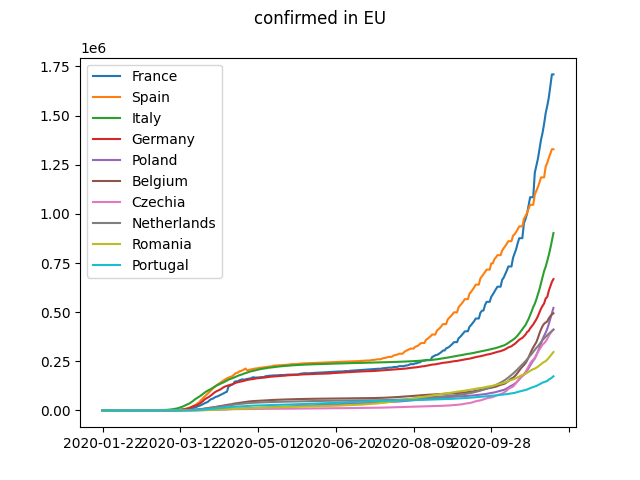 confirmed in EU
1e6
1.75
1.50
1.25
1.00
0.75
0.50
0.25
0.00
France
Spain
Italy
Germany
Poland
Belgium
Czechia
Netherlands
Romania
Portugal
2020-01-22 2020-03-12 2020-05-01 2020-06-20 2020-08-09 2020-09-28